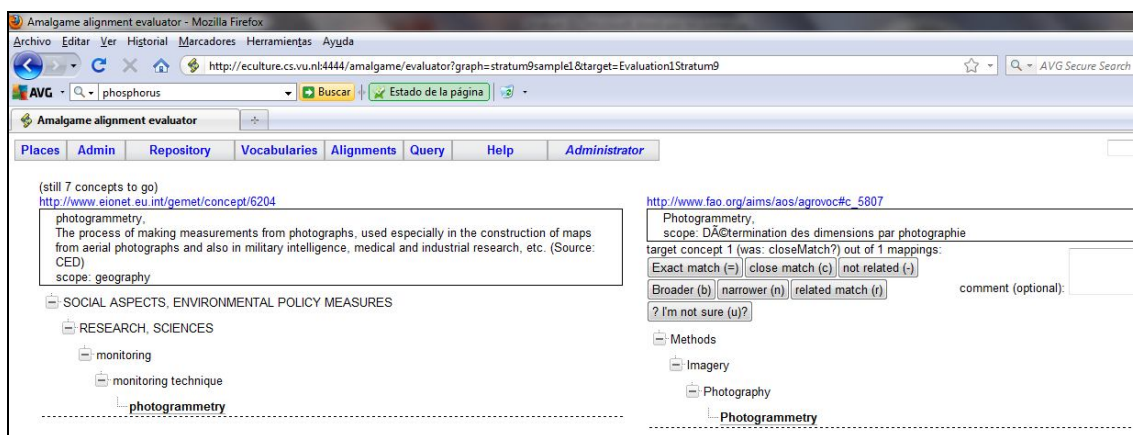 Amalgame alignment evaluator - Mozilla Firefox
Archivo Editar Ver Historial Marcadores Herramientas Ayuda
http://eculture.cs.vu.nl:4444/amalgame/evaluator?graph=stratum9sample1&target=Evaluation1Stratum9 AVG Secure Search
AVG phosphorus Buscar Estado de la página
Amalgame alignment evaluator
Places Admin Repository Vocabularies Alignments Query Help Administrator
(still 7 concepts to go)
http://www.eionet.eu.int/gemet/concept/6204
photogrammetry,
The process of making measurements from photographs, used especially in the construction of maps
from aerial photographs and also in military intelligence, medical and industrial research, etc. (Source:
CED)
scope: geography
SOCIAL ASPECTS, ENVIRONMENTAL POLICY MEASURES
RESEARCH, SCIENCES
monitoring
monitoring technique
photogrammetry
http://www.fao.org/aims/aos/agrovoc#c_5807
Photogrammetry,
scope: DÃ©termination des dimensions par photographie
target concept 1 (was: closeMatch?) out of 1 mappings:
Exact match (=) close match (c) not related (-)
Broader (b) narrower (n) related match (r)
comment (optional):
? I'm not sure (u)?
Methods
Imagery
Photography
Photogrammetry